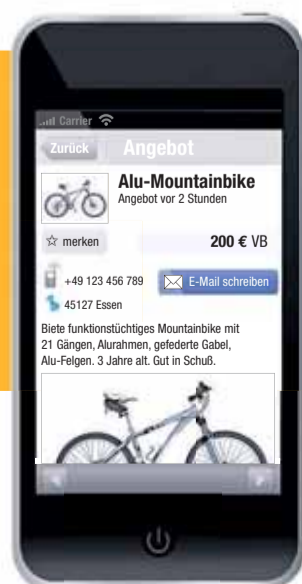 Carrier
Zurück Angebot
Alu-Mountainbike
Angebot vor 2 Stunden
☆ merken 200 € VB
+49 123 456 789 E-Mail schreiben
45127 Essen
Biete funktionstüchtiges Mountainbike mit
21 Gängen, Alurahmen, gefederte Gabel,
Alu-Felgen. 3 Jahre alt. Gut in Schuß.